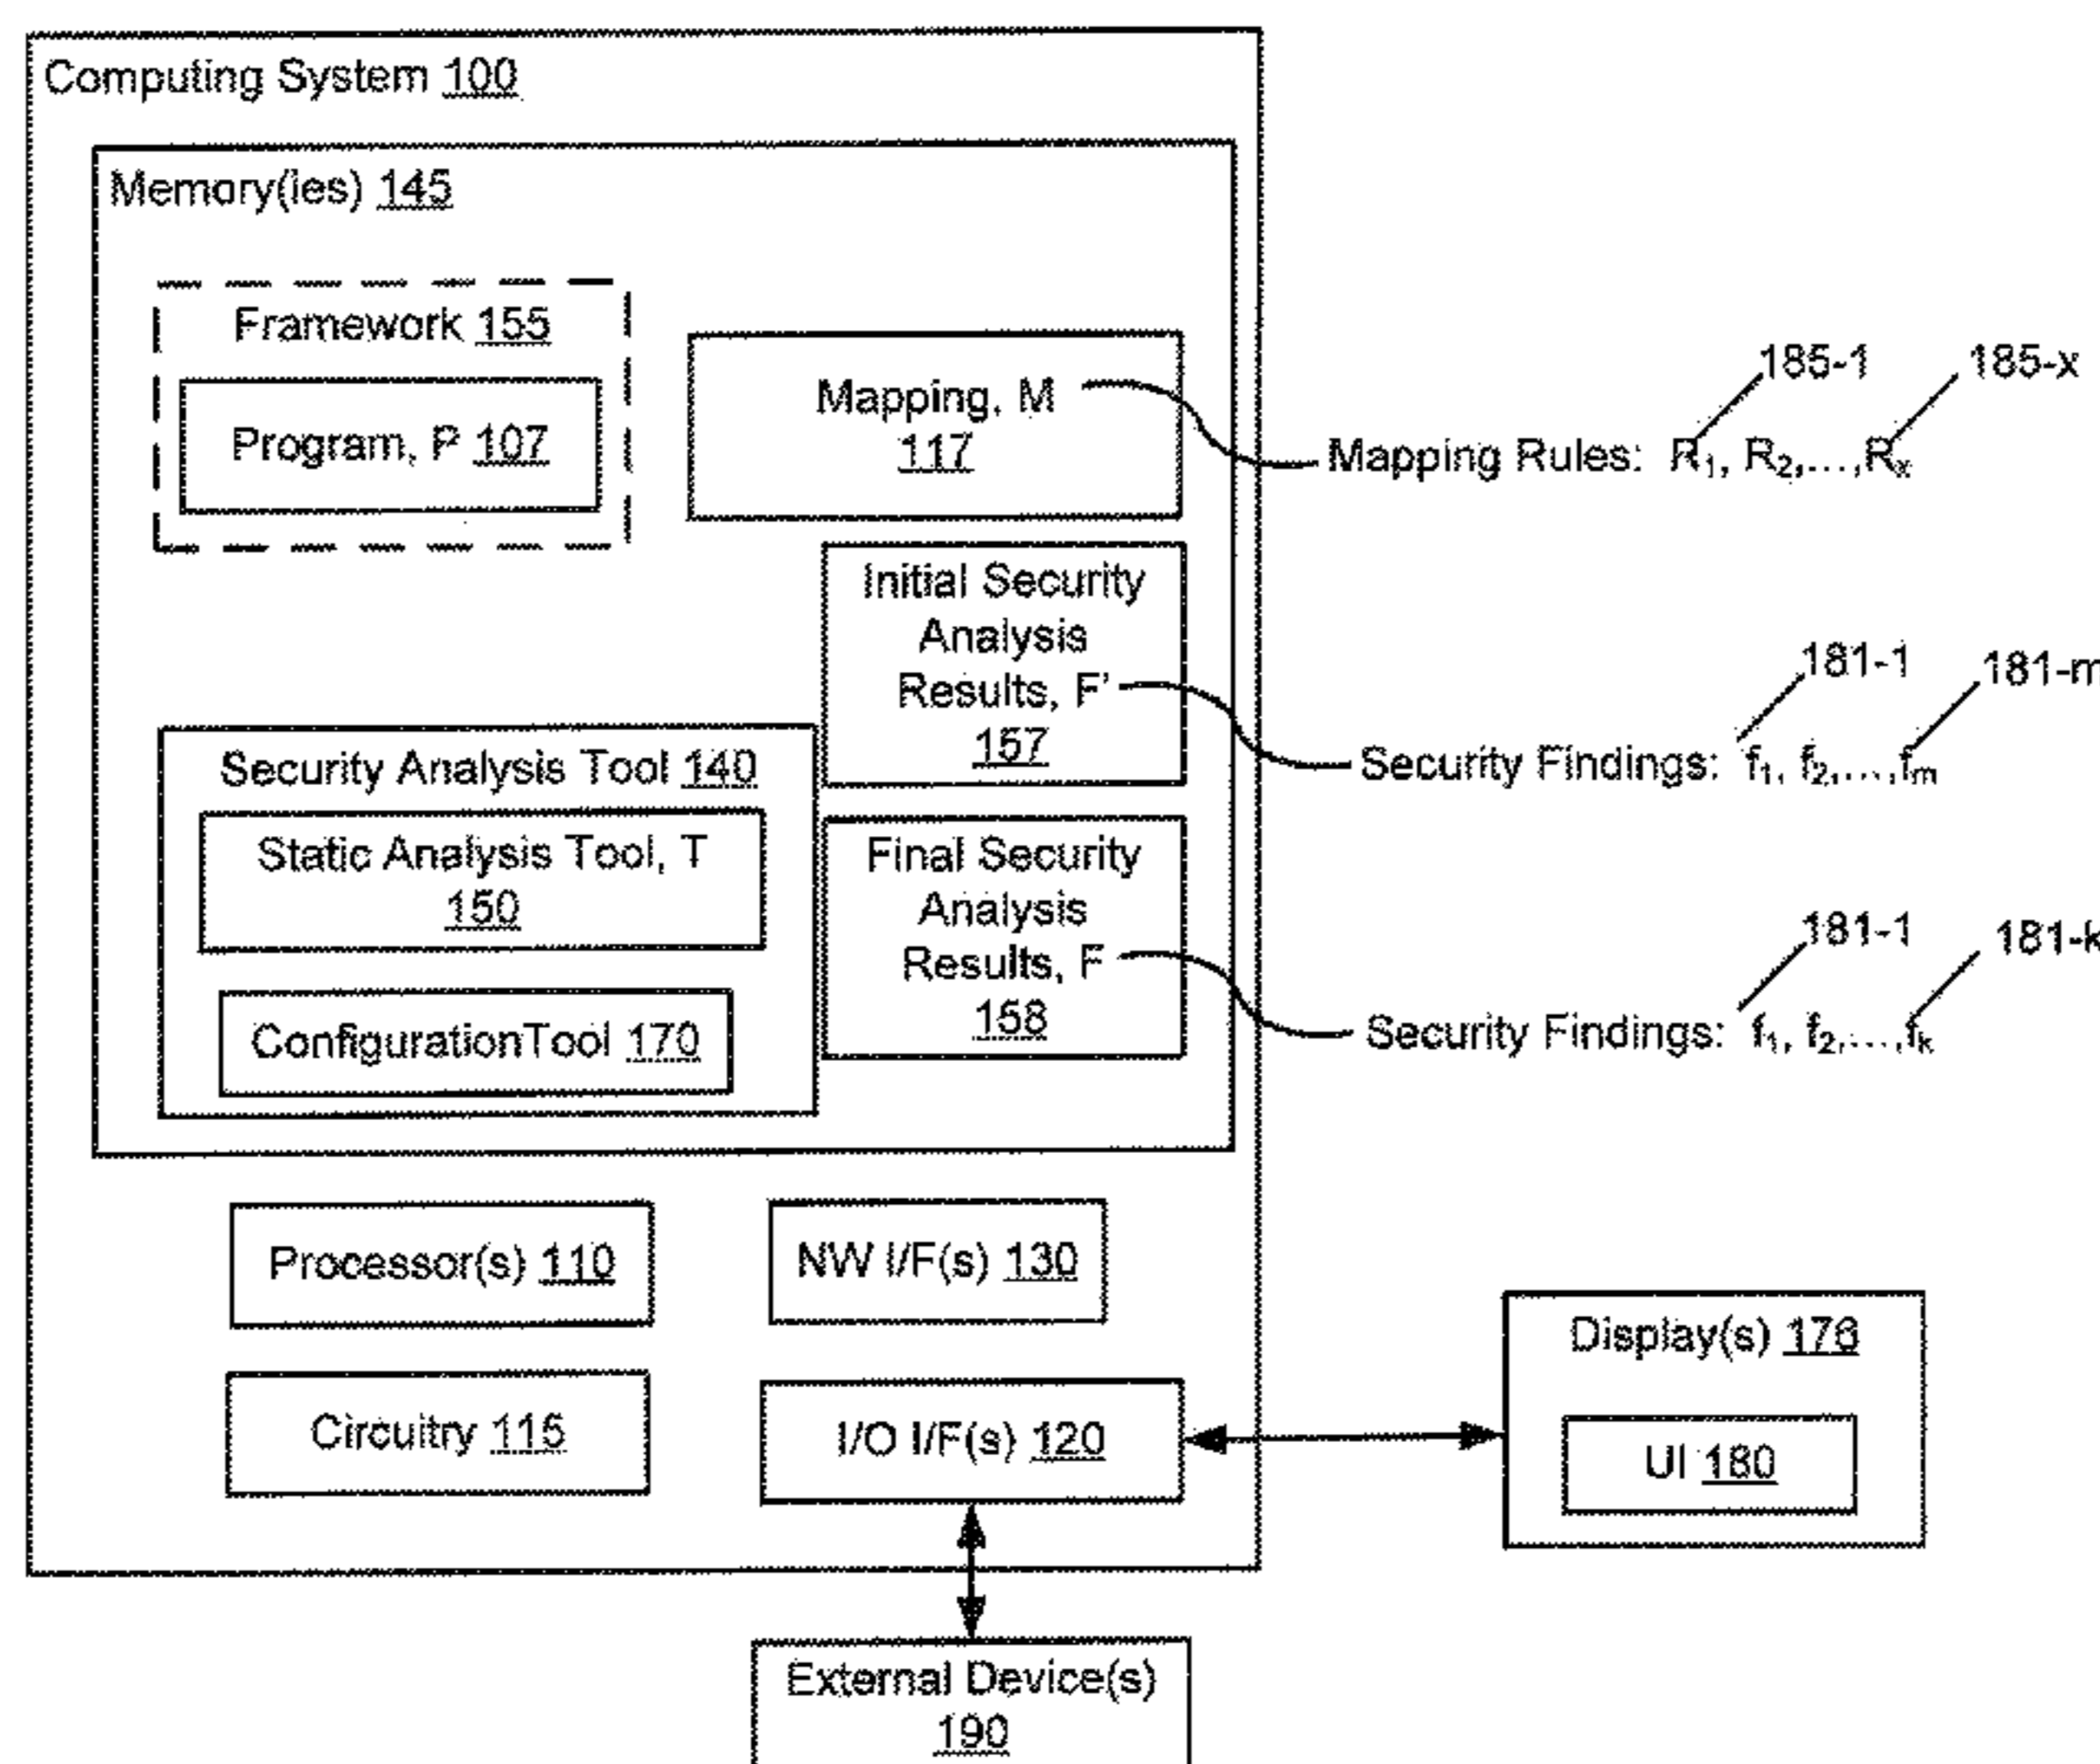 Computing System 100
Memory(ies) 145
Framework 155
Program, P 107
Mapping, M
117
185-1
185-x
Mapping Rules: R₁, R₂,...,Rₓ
Initial Security
Analysis
Results, F'
157
181-1
181-m
Security Findings: f₁, f₂,...,fₘ
Security Analysis Tool 140
Static Analysis Tool, T
150
ConfigurationTool 170
Final Security
Analysis
Results, F
158
181-1
181-k
Security Findings: f₁, f₂,...,fₖ
Processor(s) 110
NW I/F(s) 130
Circuitry 115
I/O I/F(s) 120
Display(s) 176
UI 180
External Device(s)
190